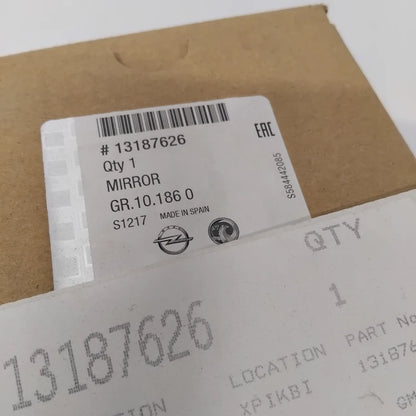 # 13187626
Qty 1
MIRROR
GR.10.186 0
S1217 MADE IN SPAIN
EAC
S584442085
QTY
1
13187626
LOCATION
XPIKBI
PART No
131876
GM